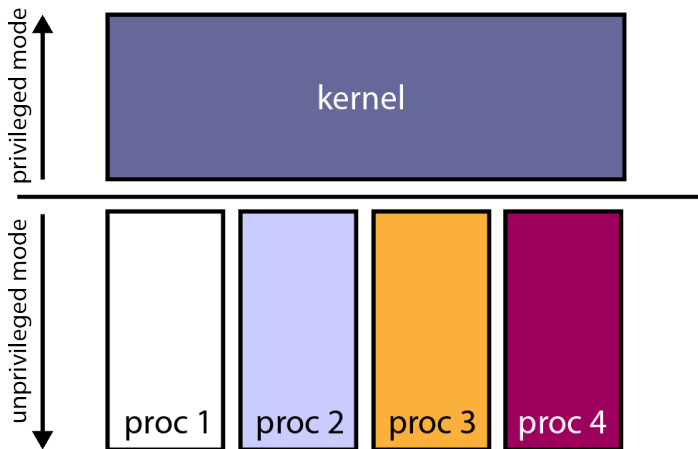 privileged mode
kernel
unprivileged mode
proc 1
proc 2
proc 3
proc 4